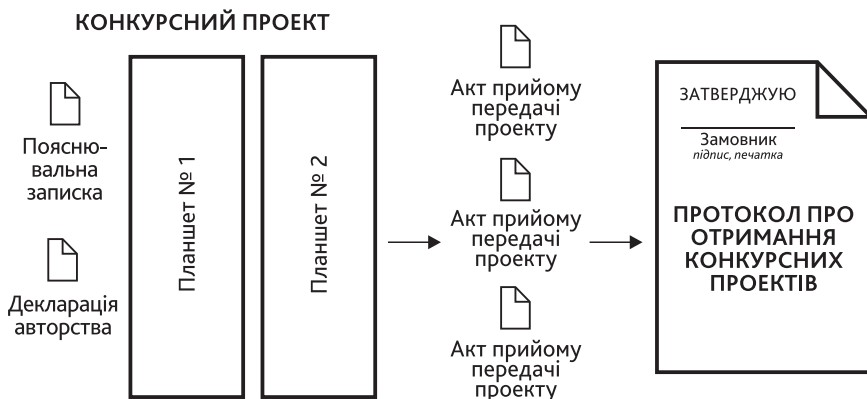 КОНКУРСНИЙ ПРОЕКТ
Поясню-
вальна
записка
Декларація
авторства
Планшет № 1
Планшет № 2
Акт прийому
передачі
проекту
Акт прийому
передачі
проекту
Акт прийому
передачі
проекту
ЗАТВЕРДЖУЮ
Замовник
підпис, печатка
ПРОТОКОЛ ПРО
ОТРИМАННЯ
КОНКУРСНИХ
ПРОЕКТІВ